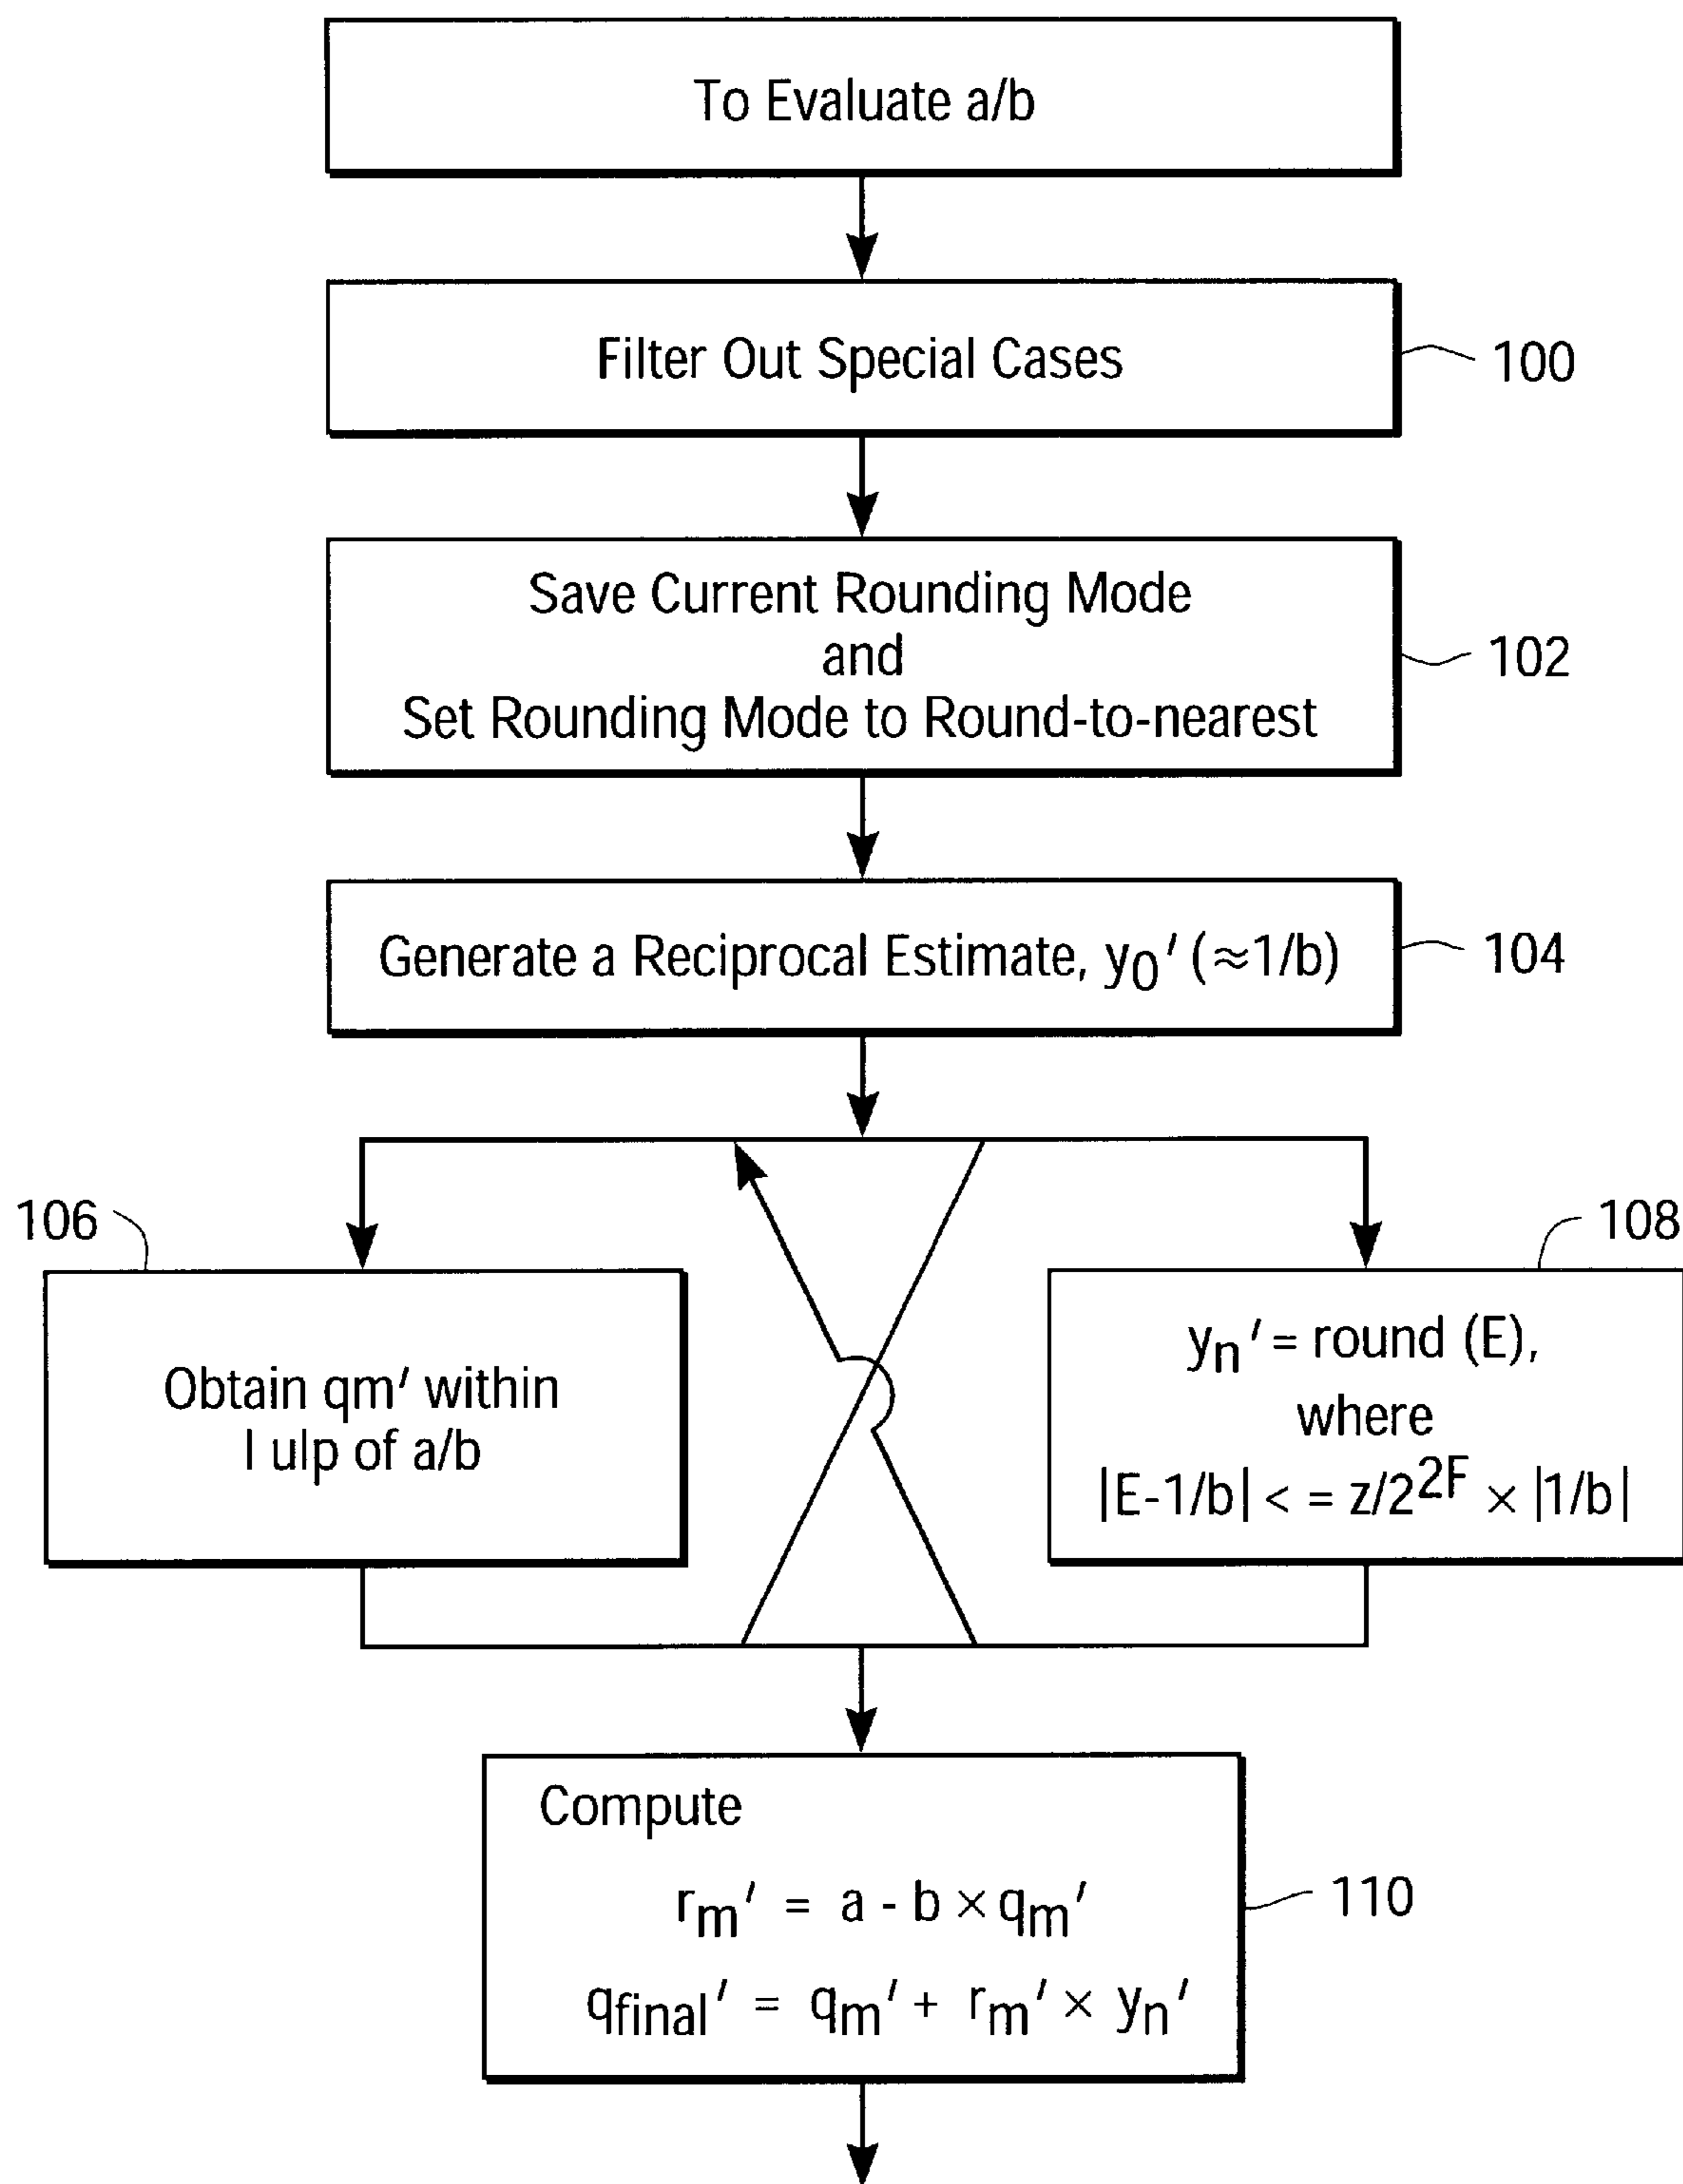 To Evaluate a/b
Filter Out Special Cases
100
Save Current Rounding Mode
and
Set Rounding Mode to Round-to-nearest
102
Generate a Reciprocal Estimate, y₀′ (≈1/b)
104
106
Obtain qm′ within
l ulp of a/b
108
yₙ′ = round (E),
where
|E-1/b| < = z/2^2F × |1/b|
Compute
rₘ′ = a - b × qₘ′
q_final′ = qₘ′ + rₘ′ × yₙ′
110